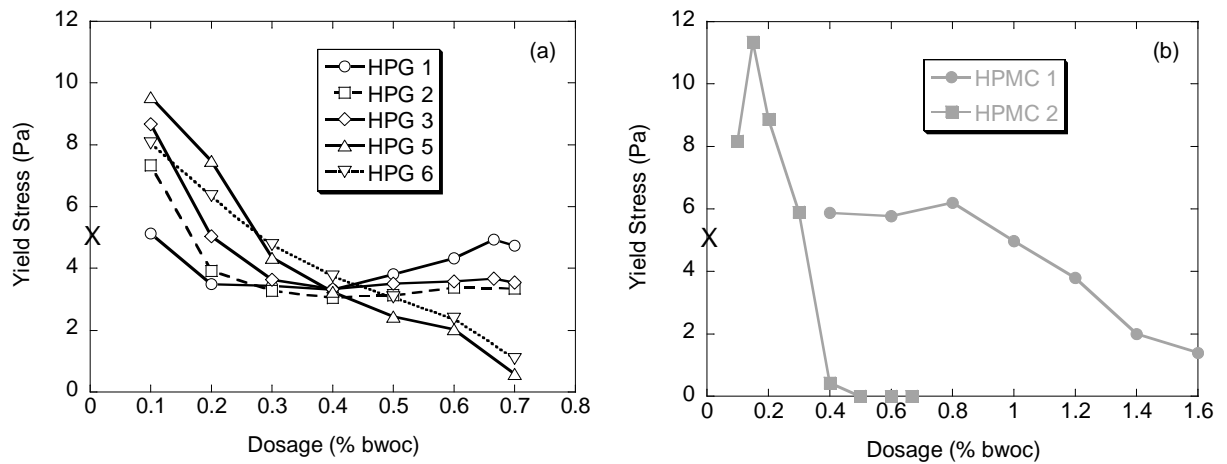 (a)
12
10
8
6
4
2
0
Yield Stress (Pa)
X
HPG 1
HPG 2
HPG 3
HPG 5
HPG 6
0 0.1 0.2 0.3 0.4 0.5 0.6 0.7 0.8
Dosage (% bwoc)
(b)
12
10
8
6
4
2
0
Yield Stress (Pa)
X
HPMC 1
HPMC 2
0 0.2 0.4 0.6 0.8 1 1.2 1.4 1.6
Dosage (% bwoc)